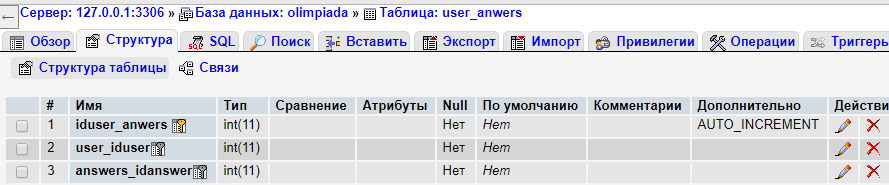 Сервер: 127.0.0.1:3306 » База данных: olimpiada » Таблица: user_anwers
Обзор Структура SQL Поиск Вставить Экспорт Импорт Привилегии Операции Триггеры
Структура таблицы Связи
# Имя Тип Сравнение Атрибуты Null По умолчанию Комментарии Дополнительно Действи
1 iduser_anwers int(11) Нет Нет AUTO_INCREMENT
2 user_iduser int(11) Нет Нет
3 answers_idanswer int(11) Нет Нет